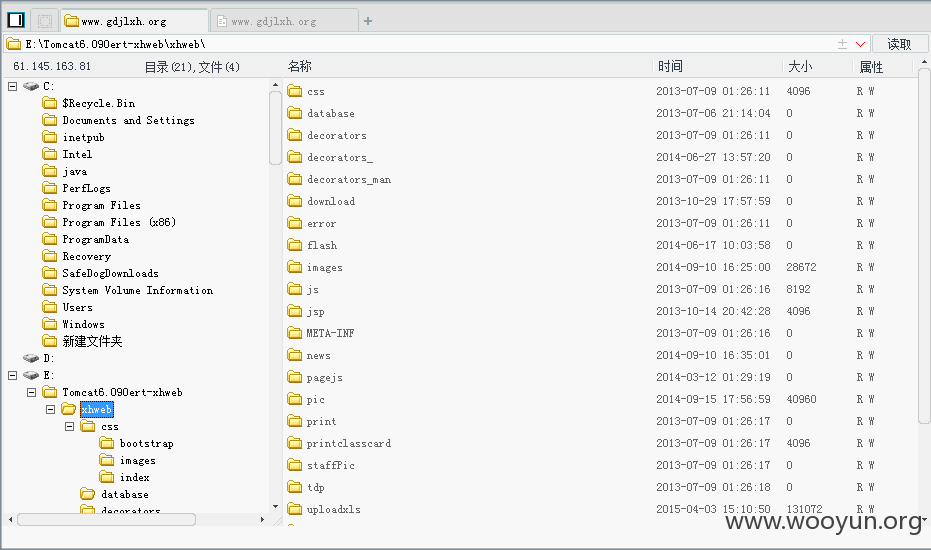 www.gdjlxh.org www.gdjlxh.org +
E:\Tomcat6.090ert-xhweb\xhweb\ 读取
61.145.163.81 目录(21),文件(4) 名称 时间 大小 属性
C:
$Recycle.Bin
Documents and Settings
inetpub
Intel
java
PerfLogs
Program Files
Program Files (x86)
ProgramData
Recovery
SafeDogDownloads
System Volume Information
Users
Windows
新建文件夹
D:
E:
Tomcat6.090ert-xhweb
xhweb
css
bootstrap
images
index
database
decorators
css 2013-07-09 01:26:11 4096 R W
database 2013-07-06 21:14:04 0 R W
decorators 2013-07-09 01:26:11 0 R W
decorators_ 2014-06-27 13:57:20 0 R W
decorators_man 2013-07-09 01:26:11 0 R W
download 2013-10-29 17:57:59 0 R W
error 2013-07-09 01:26:11 0 R W
flash 2014-06-17 10:03:58 0 R W
images 2014-09-10 16:25:00 28672 R W
js 2013-07-09 01:26:16 8192 R W
jsp 2013-10-14 20:42:28 4096 R W
META-INF 2013-07-09 01:26:16 0 R W
news 2014-09-10 16:35:01 0 R W
pagejs 2014-03-12 01:29:19 0 R W
pic 2014-09-15 17:56:59 40960 R W
print 2013-07-09 01:26:17 0 R W
printclasscard 2013-07-09 01:26:17 4096 R W
staffPic 2013-07-09 01:26:17 0 R W
tdp 2013-07-09 01:26:18 0 R W
uploadxls 2015-04-03 15:10:50 131072 R W
www.wooyun.org